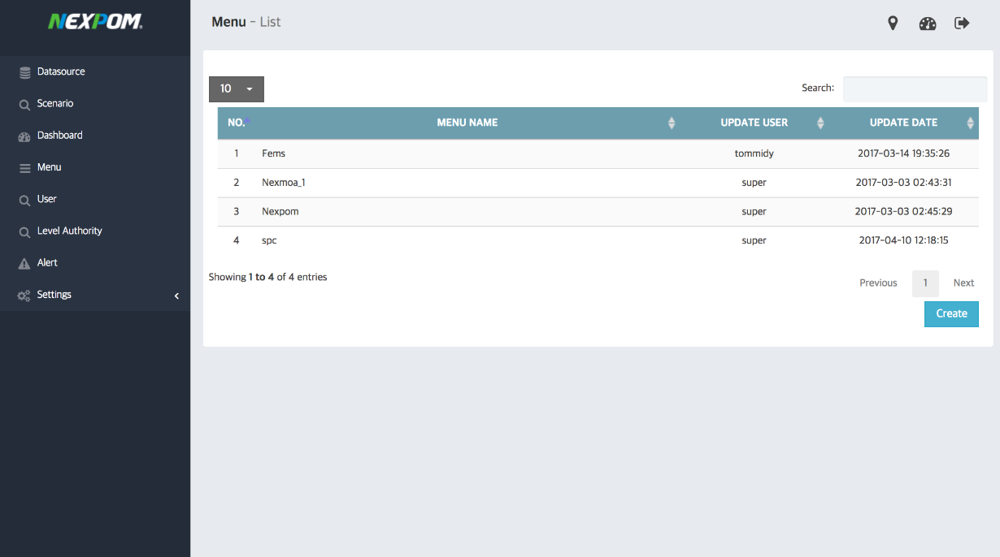 NEXPOM®
Menu - List
Datasource
Scenario
Dashboard
Menu
User
Level Authority
Alert
Settings
10
Search:
NO. MENU NAME UPDATE USER UPDATE DATE
1 Fems tommidy 2017-03-14 19:35:26
2 Nexmoa_1 super 2017-03-03 02:43:31
3 Nexpom super 2017-03-03 02:45:29
4 spc super 2017-04-10 12:18:15
Showing 1 to 4 of 4 entries
Previous 1 Next
Create